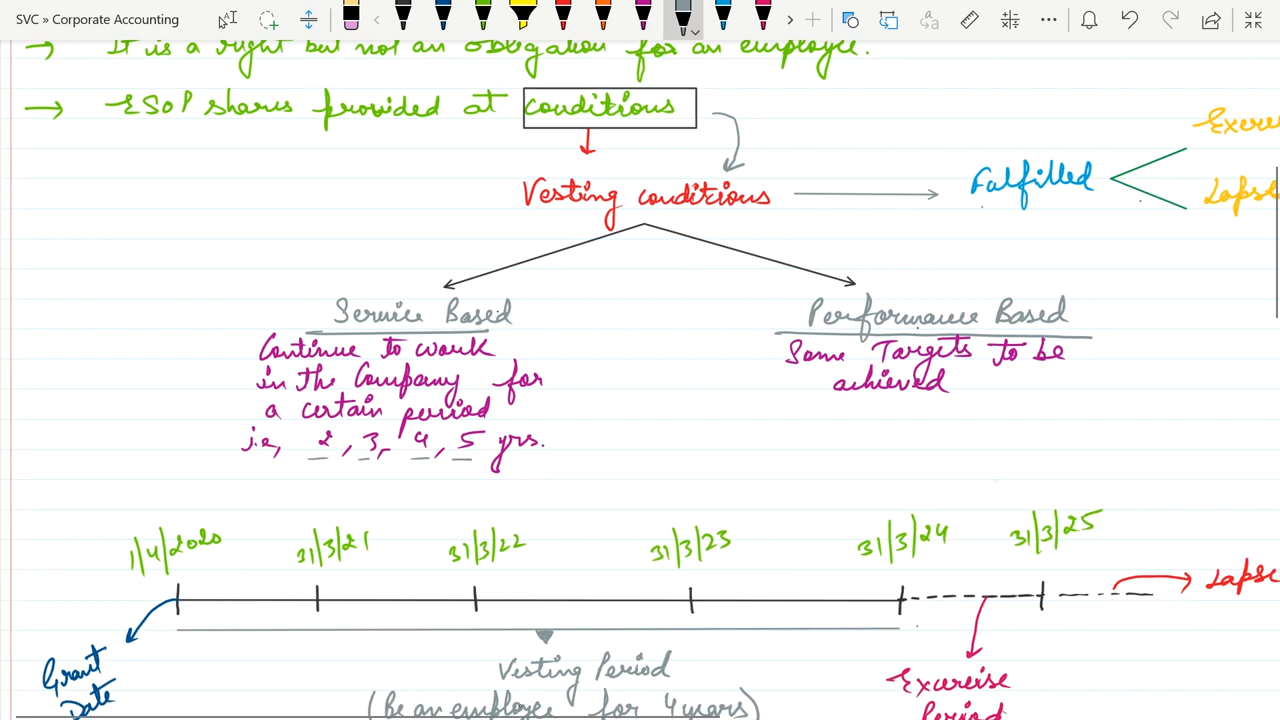 SVC » Corporate Accounting
→ It is a right but not an obligation for an employee.
→ ESOP shares provided at conditions
Exerci
Vesting conditions
Fulfilled
Lapse
Service Based
Performance Based
Continue to work
in the Company for
a certain period
i.e, 2, 3, 4, 5 yrs.
Some Targets to be
achieved
1/4/2020
31/3/21
31/3/22
31/3/23
31/3/24
31/3/25
Lapse
Grant
Date
Vesting Period
(Be an employee for 4 years)
Exercise
Period